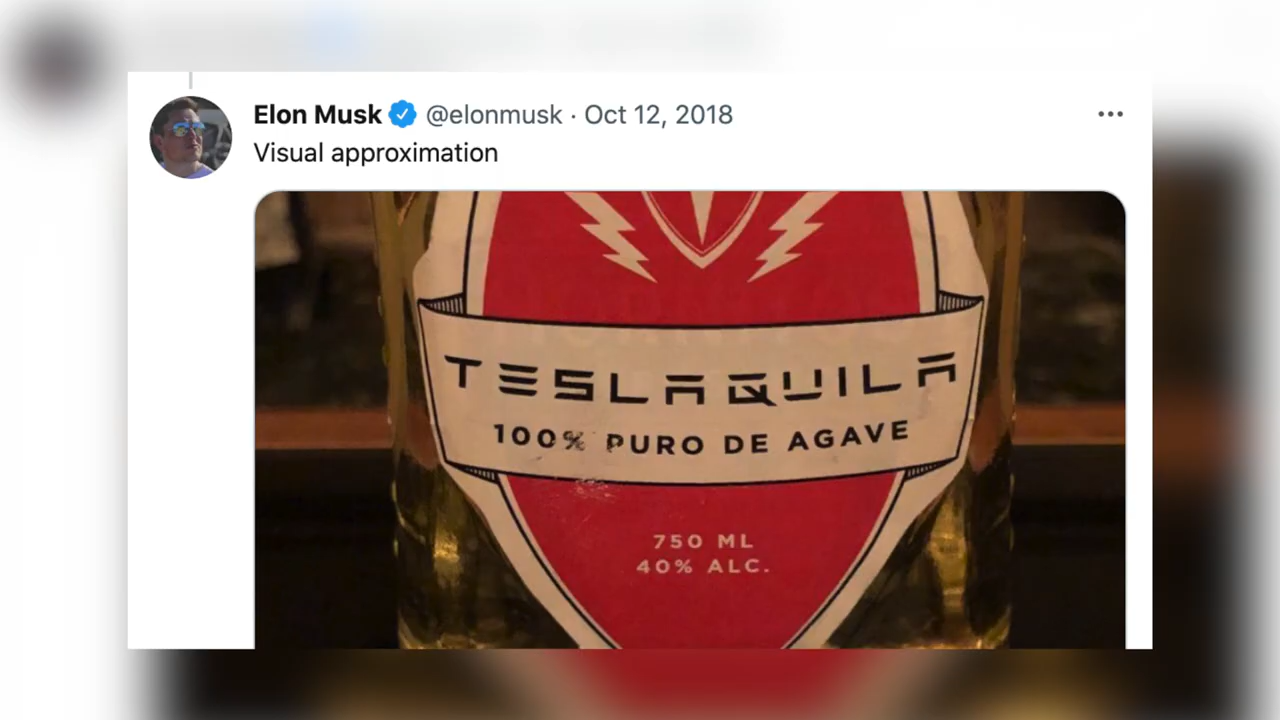 Elon Musk @elonmusk · Oct 12, 2018
Visual approximation
TESLAQUILA
100% PURO DE AGAVE
750 ML
40% ALC.